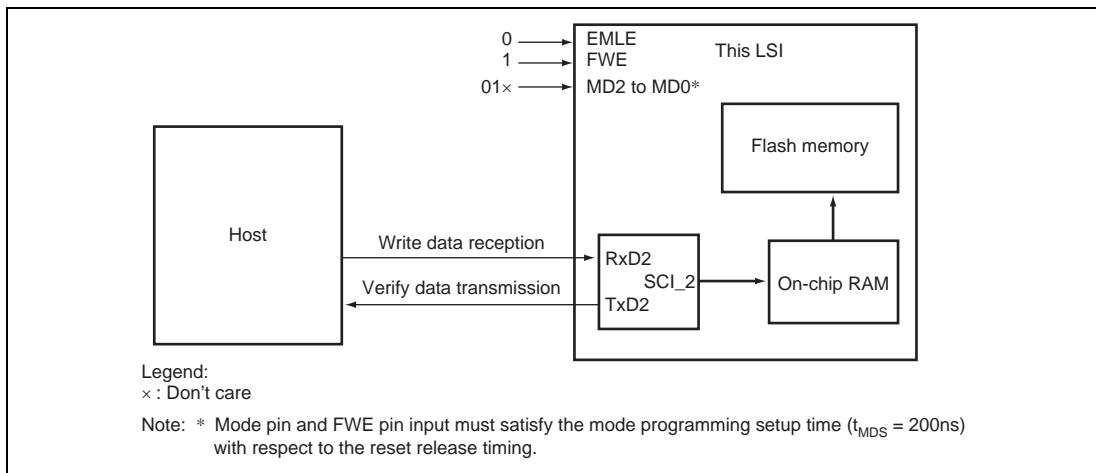 0 EMLE
This LSI
1 FWE
01× MD2 to MD0*
Flash memory
Host
Write data reception
RxD2
SCI_2
On-chip RAM
Verify data transmission
TxD2
Legend:
× : Don't care
Note: * Mode pin and FWE pin input must satisfy the mode programming setup time (tMDS = 200ns)
with respect to the reset release timing.